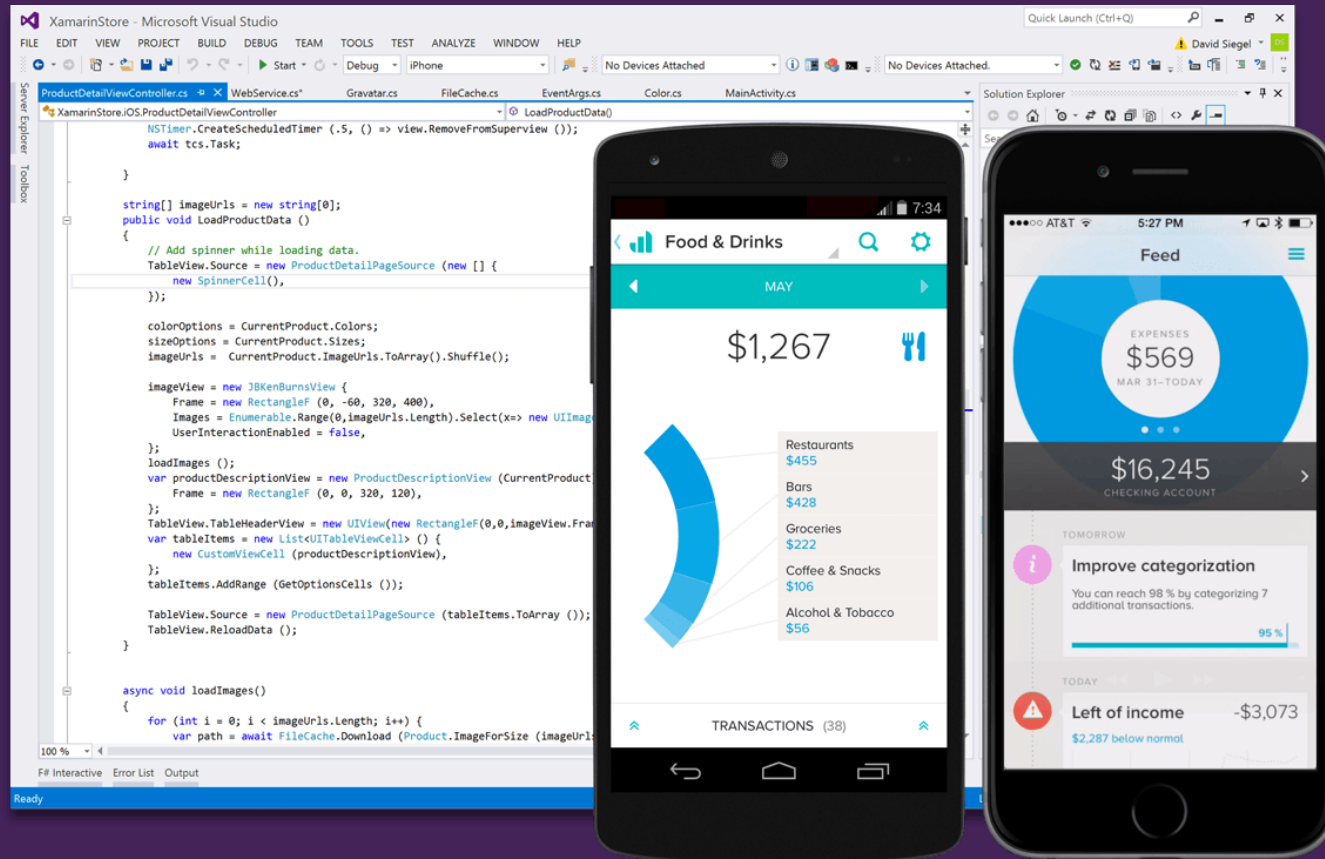 XamarinStore - Microsoft Visual Studio
Quick Launch (Ctrl+Q)
FILE EDIT VIEW PROJECT BUILD DEBUG TEAM TOOLS TEST ANALYZE WINDOW HELP
David Siegel
DS
Start Debug iPhone No Devices Attached No Devices Attached.
Server Explorer
Toolbox
ProductDetailViewController.cs WebService.cs* Gravatar.cs FileCache.cs EventArgs.cs Color.cs MainActivity.cs
XamarinStore.iOS.ProductDetailViewController LoadProductData()
NSTimer.CreateScheduledTimer (.5, () => view.RemoveFromSuperview ());
await tcs.Task;
}
string[] imageUrls = new string[0];
public void LoadProductData ()
{
// Add spinner while loading data.
TableView.Source = new ProductDetailPageSource (new [] {
new SpinnerCell(),
});
colorOptions = CurrentProduct.Colors;
sizeOptions = CurrentProduct.Sizes;
imageUrls = CurrentProduct.ImageUrls.ToArray().Shuffle();
imageView = new JBKenBurnsView {
Frame = new RectangleF (0, -60, 320, 400),
Images = Enumerable.Range(0,imageUrls.Length).Select(x=> new UIImag
UserInteractionEnabled = false,
};
loadImages ();
var productDescriptionView = new ProductDescriptionView (CurrentProduct
Frame = new RectangleF (0, 0, 320, 120),
};
TableView.TableHeaderView = new UIView(new RectangleF(0,0,imageView.Fra
var tableItems = new List<UITableViewCell> () {
new CustomViewCell (productDescriptionView),
};
tableItems.AddRange (GetOptionsCells ());
TableView.Source = new ProductDetailPageSource (tableItems.ToArray ());
TableView.ReloadData ();
}
async void loadImages()
{
for (int i = 0; i < imageUrls.Length; i++) {
var path = await FileCache.Download (Product.ImageForSize (imageUrls
100 %
F# Interactive Error List Output
Ready
Solution Explorer
7:34
Food & Drinks
MAY
$1,267
Restaurants
$455
Bars
$428
Groceries
$222
Coffee & Snacks
$106
Alcohol & Tobacco
$56
TRANSACTIONS (38)
AT&T 5:27 PM
Feed
EXPENSES
$569
MAR 31–TODAY
$16,245
CHECKING ACCOUNT
TOMORROW
Improve categorization
You can reach 98 % by categorizing 7
additional transactions.
95 %
TODAY
Left of income -$3,073
$2,287 below normal